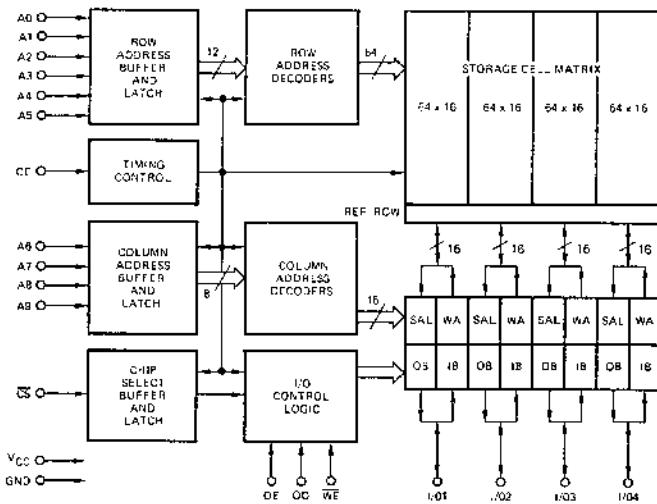 A0
A1
A2
A3
A4
A5
ROW
ADDRESS
BUFFER
AND
LATCH
12
ROW
ADDRESS
DECODERS
64
STORAGE CELL MATRIX
64 x 16
64 x 16
64 x 16
64 x 16
CE
TIMING
CONTROL
REF ROW
16
16
16
16
A6
A7
A8
A9
COLUMN
ADDRESS
BUFFER
AND
LATCH
8
COLUMN
ADDRESS
DECODERS
16
SAL WA SAL WA SAL WA SAL WA
OB IB OB IB OB IB OB IB
CS
CHIP
SELECT
BUFFER
AND
LATCH
I/O
CONTROL
LOGIC
VCC
GND
OE OD WE
I/O1 I/O2 I/O3 I/O4